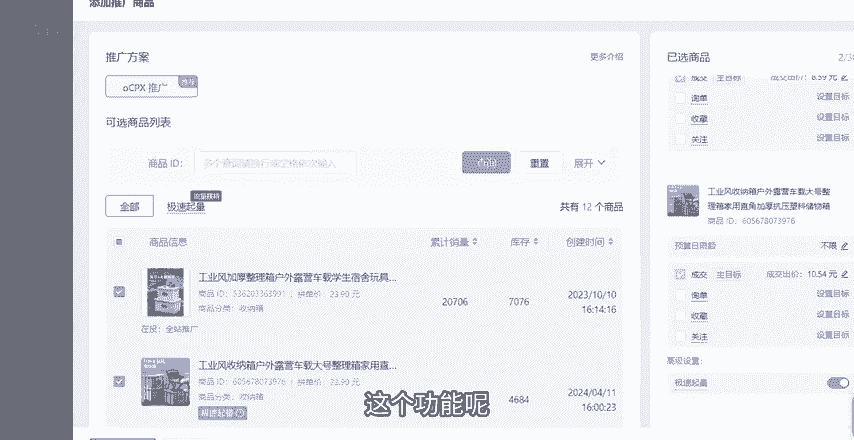 添加推广商品
推广方案
更多介绍
oCPX 推广
推荐
可选商品列表
商品 ID:
多个查询请换行或空格依次输入
查询
重置
展开
全部
极速起量
流量扶持
共有 12 个商品
商品信息
累计销量
库存
创建时间
工业风加厚整理箱户外露营车载学生宿舍玩具...
拼单价: 23.90 元
商品分类: 收纳箱
在投: 全站推广
20706
7076
2023/10/10
16:14:16
工业风收纳箱户外露营车载大号整理箱家用直...
商品 ID: 605678073976
拼单价: 23.90 元
商品分类: 收纳箱
极速起量
4684
2024/04/11
16:00:23
已选商品
成交 主目标
成交出价: 8.59 元
询单
设置目标
收藏
设置目标
关注
设置目标
工业风收纳箱户外露营车载大号整
理箱家用直角加厚抗压塑料储物箱
商品 ID: 605678073976
预算日限额
不限
成交 主目标
成交出价: 10.54 元
询单
设置目标
收藏
设置目标
关注
设置目标
高级设置:
极速起量
这个功能呢